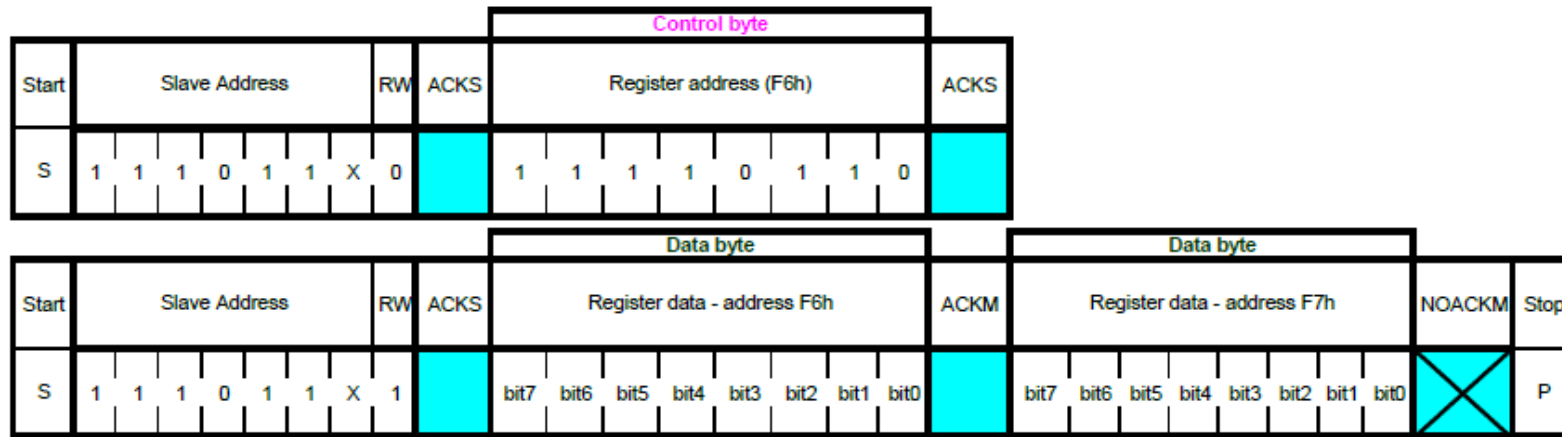 Control byte
Start Slave Address RW ACKS Register address (F6h) ACKS
S 1 1 1 0 1 1 X 0 1 1 1 1 0 1 1 0
Data byte Data byte
Start Slave Address RW ACKS Register data - address F6h ACKM Register data - address F7h NOACKM Stop
S 1 1 1 0 1 1 X 1 bit7 bit6 bit5 bit4 bit3 bit2 bit1 bit0 bit7 bit6 bit5 bit4 bit3 bit2 bit1 bit0 P